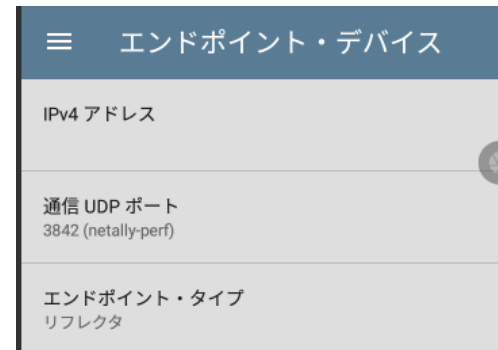 エンドポイント・デバイス
IPv4 アドレス
通信 UDP ポート
3842 (netally-perf)
エンドポイント・タイプ
リフレクタ